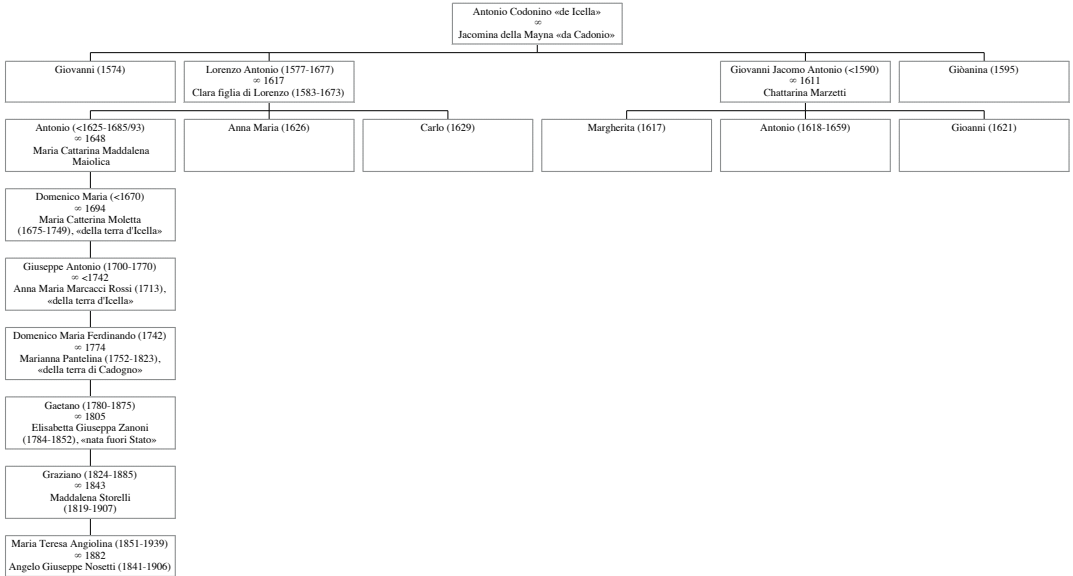 Antonio Codonino «de Icella»
∞
Jacomina della Mayna «da Cadonio»
Giovanni (1574)
Lorenzo Antonio (1577-1677)
∞ 1617
Clara figlia di Lorenzo (1583-1673)
Giovanni Jacomo Antonio (<1590)
∞ 1611
Chattarina Marzetti
Giòanina (1595)
Antonio (<1625-1685/93)
∞ 1648
Maria Cattarina Maddalena
Maiolica
Anna Maria (1626)
Carlo (1629)
Margherita (1617)
Antonio (1618-1659)
Gioanni (1621)
Domenico Maria (<1670)
∞ 1694
Maria Catterina Moletta
(1675-1749), «della terra d'Icella»
Giuseppe Antonio (1700-1770)
∞ <1742
Anna Maria Marcacci Rossi (1713),
«della terra d'Icella»
Domenico Maria Ferdinando (1742)
∞ 1774
Marianna Pantelina (1752-1823),
«della terra di Cadogno»
Gaetano (1780-1875)
∞ 1805
Elisabetta Giuseppa Zanoni
(1784-1852), «nata fuori Stato»
Graziano (1824-1885)
∞ 1843
Maddalena Storelli
(1819-1907)
Maria Teresa Angiolina (1851-1939)
∞ 1882
Angelo Giuseppe Nosetti (1841-1906)